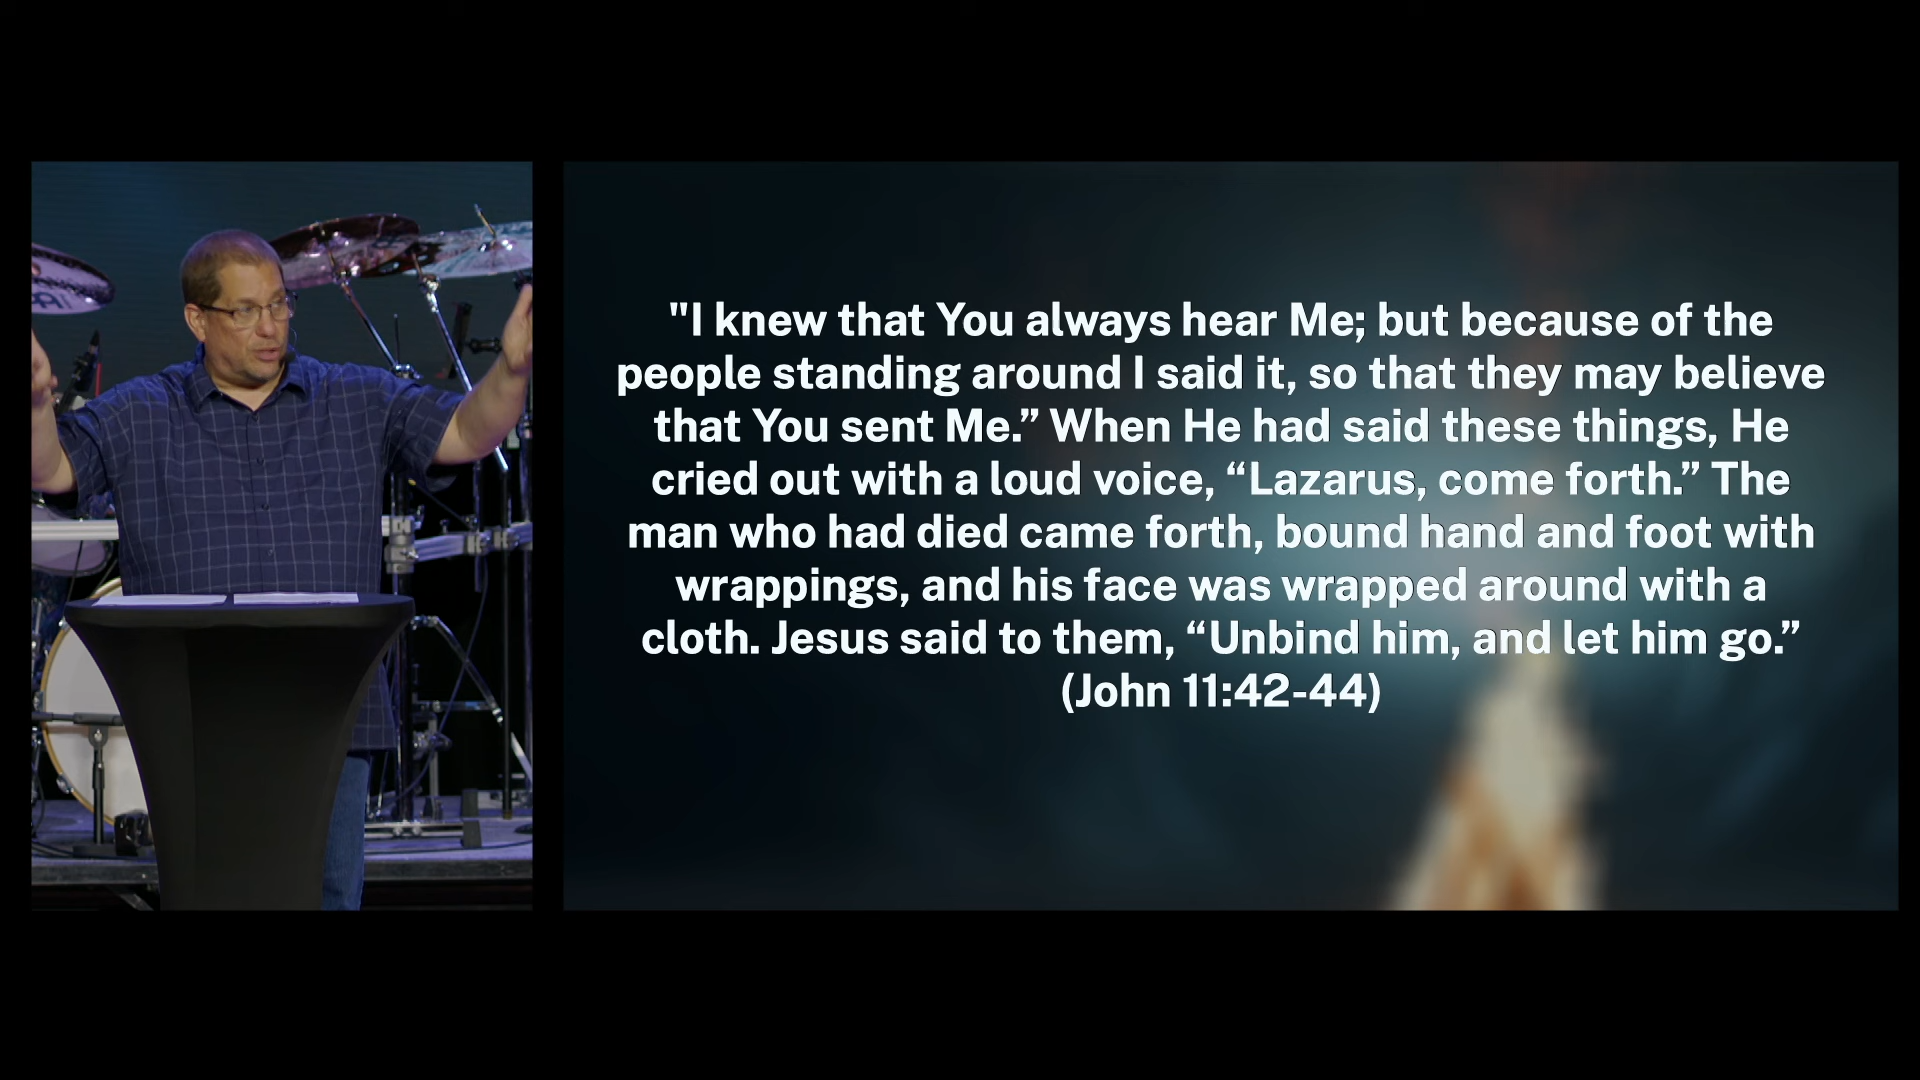 "I knew that You always hear Me; but because of the
people standing around I said it, so that they may believe
that You sent Me.” When He had said these things, He
cried out with a loud voice, “Lazarus, come forth.” The
man who had died came forth, bound hand and foot with
wrappings, and his face was wrapped around with a
cloth. Jesus said to them, “Unbind him, and let him go.”
(John 11:42-44)